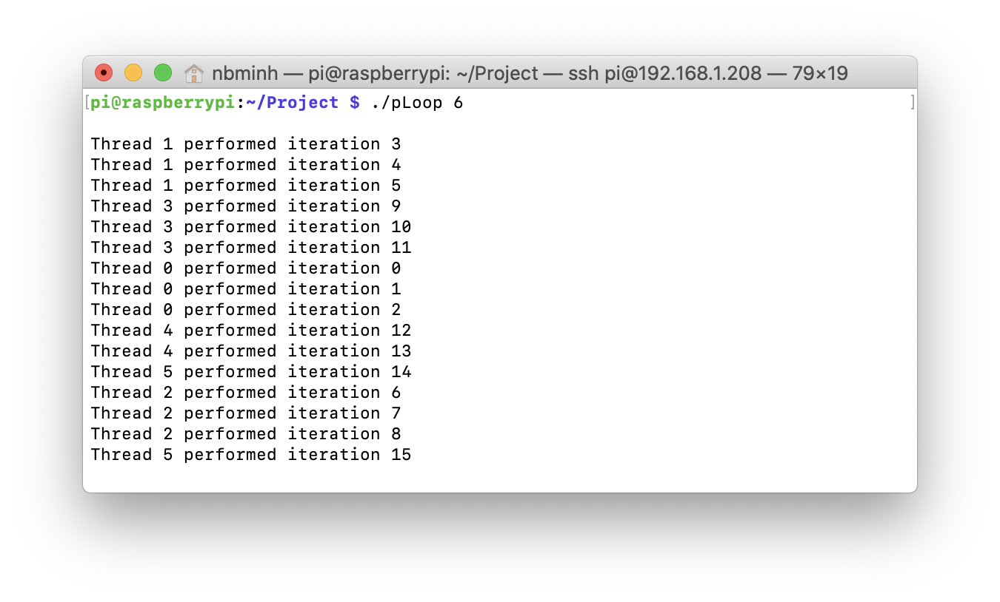 nbminh — pi@raspberrypi: ~/Project — ssh pi@192.168.1.208 — 79×19
[pi@raspberrypi:~/Project $ ./pLoop 6 ]
Thread 1 performed iteration 3
Thread 1 performed iteration 4
Thread 1 performed iteration 5
Thread 3 performed iteration 9
Thread 3 performed iteration 10
Thread 3 performed iteration 11
Thread 0 performed iteration 0
Thread 0 performed iteration 1
Thread 0 performed iteration 2
Thread 4 performed iteration 12
Thread 4 performed iteration 13
Thread 5 performed iteration 14
Thread 2 performed iteration 6
Thread 2 performed iteration 7
Thread 2 performed iteration 8
Thread 5 performed iteration 15